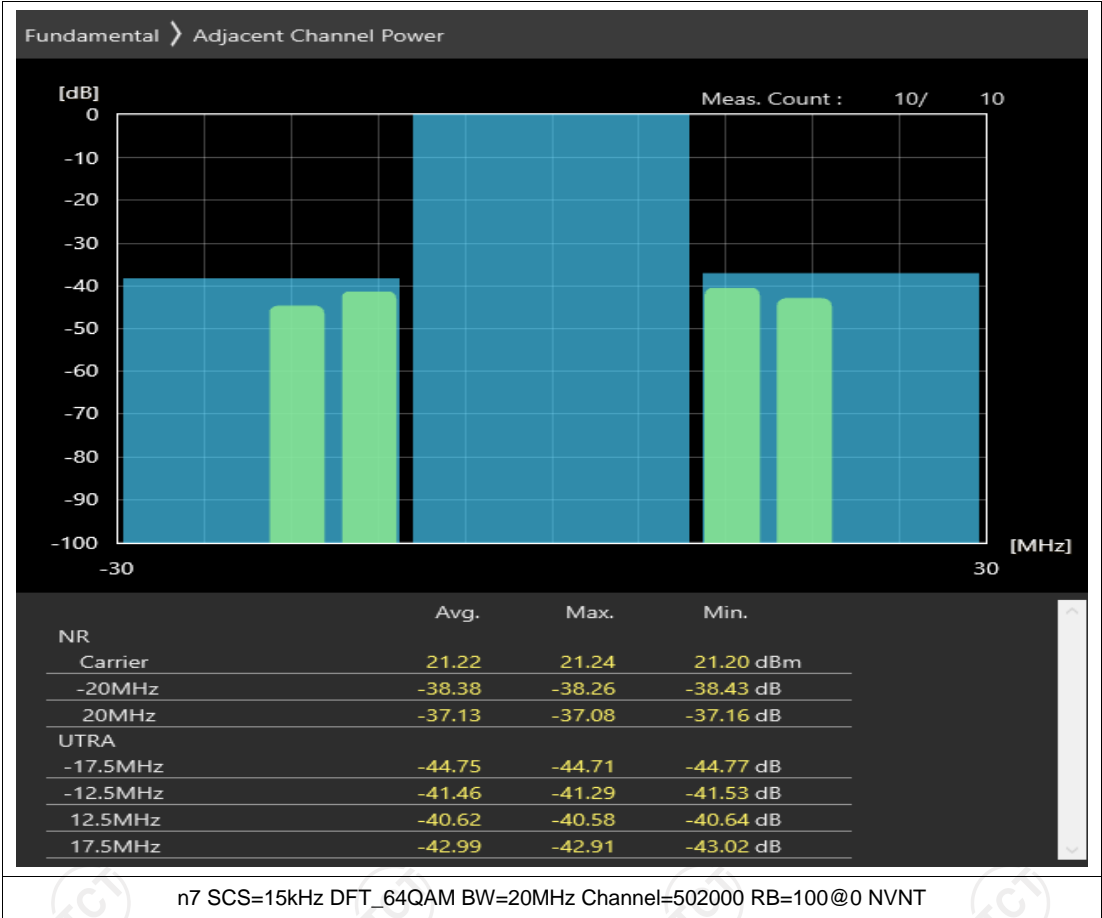 Fundamental ❭ Adjacent Channel Power
[dB]
Meas. Count : 10/ 10
0
-10
-20
-30
-40
-50
-60
-70
-80
-90
-100
[MHz]
-30 30
Avg. Max. Min.
NR
Carrier 21.22 21.24 21.20 dBm
-20MHz -38.38 -38.26 -38.43 dB
20MHz -37.13 -37.08 -37.16 dB
UTRA
-17.5MHz -44.75 -44.71 -44.77 dB
-12.5MHz -41.46 -41.29 -41.53 dB
12.5MHz -40.62 -40.58 -40.64 dB
17.5MHz -42.99 -42.91 -43.02 dB
n7 SCS=15kHz DFT_64QAM BW=20MHz Channel=502000 RB=100@0 NVNT
TCT TCT TCT TCT